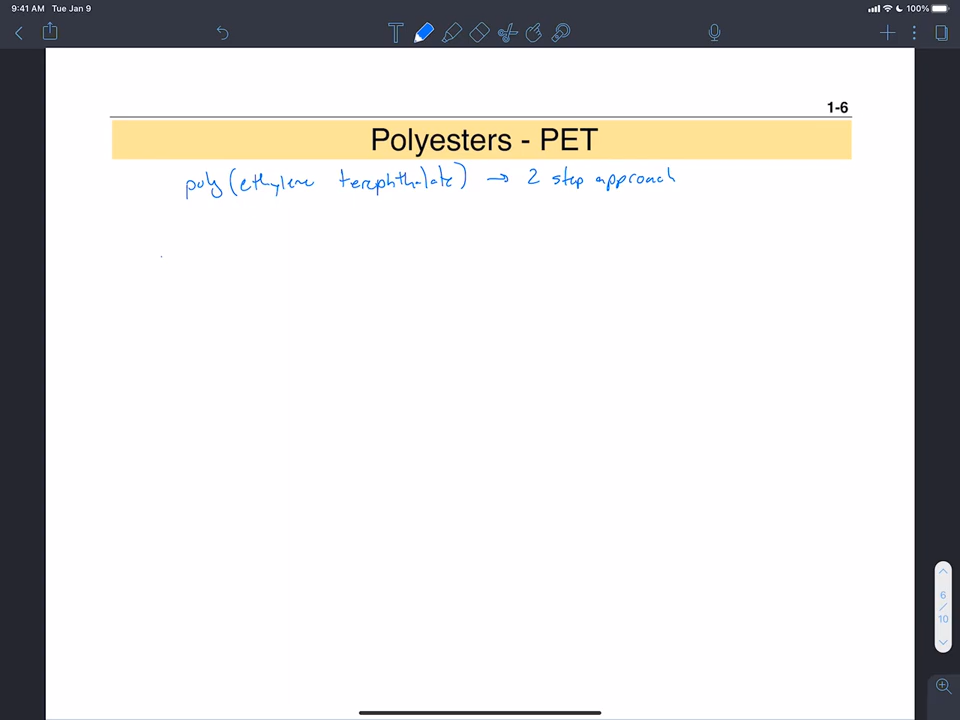 9:41 AM Tue Jan 9
100%
1-6
Polyesters - PET
poly(ethylene terephthalate) → 2 step approach
6
/
10